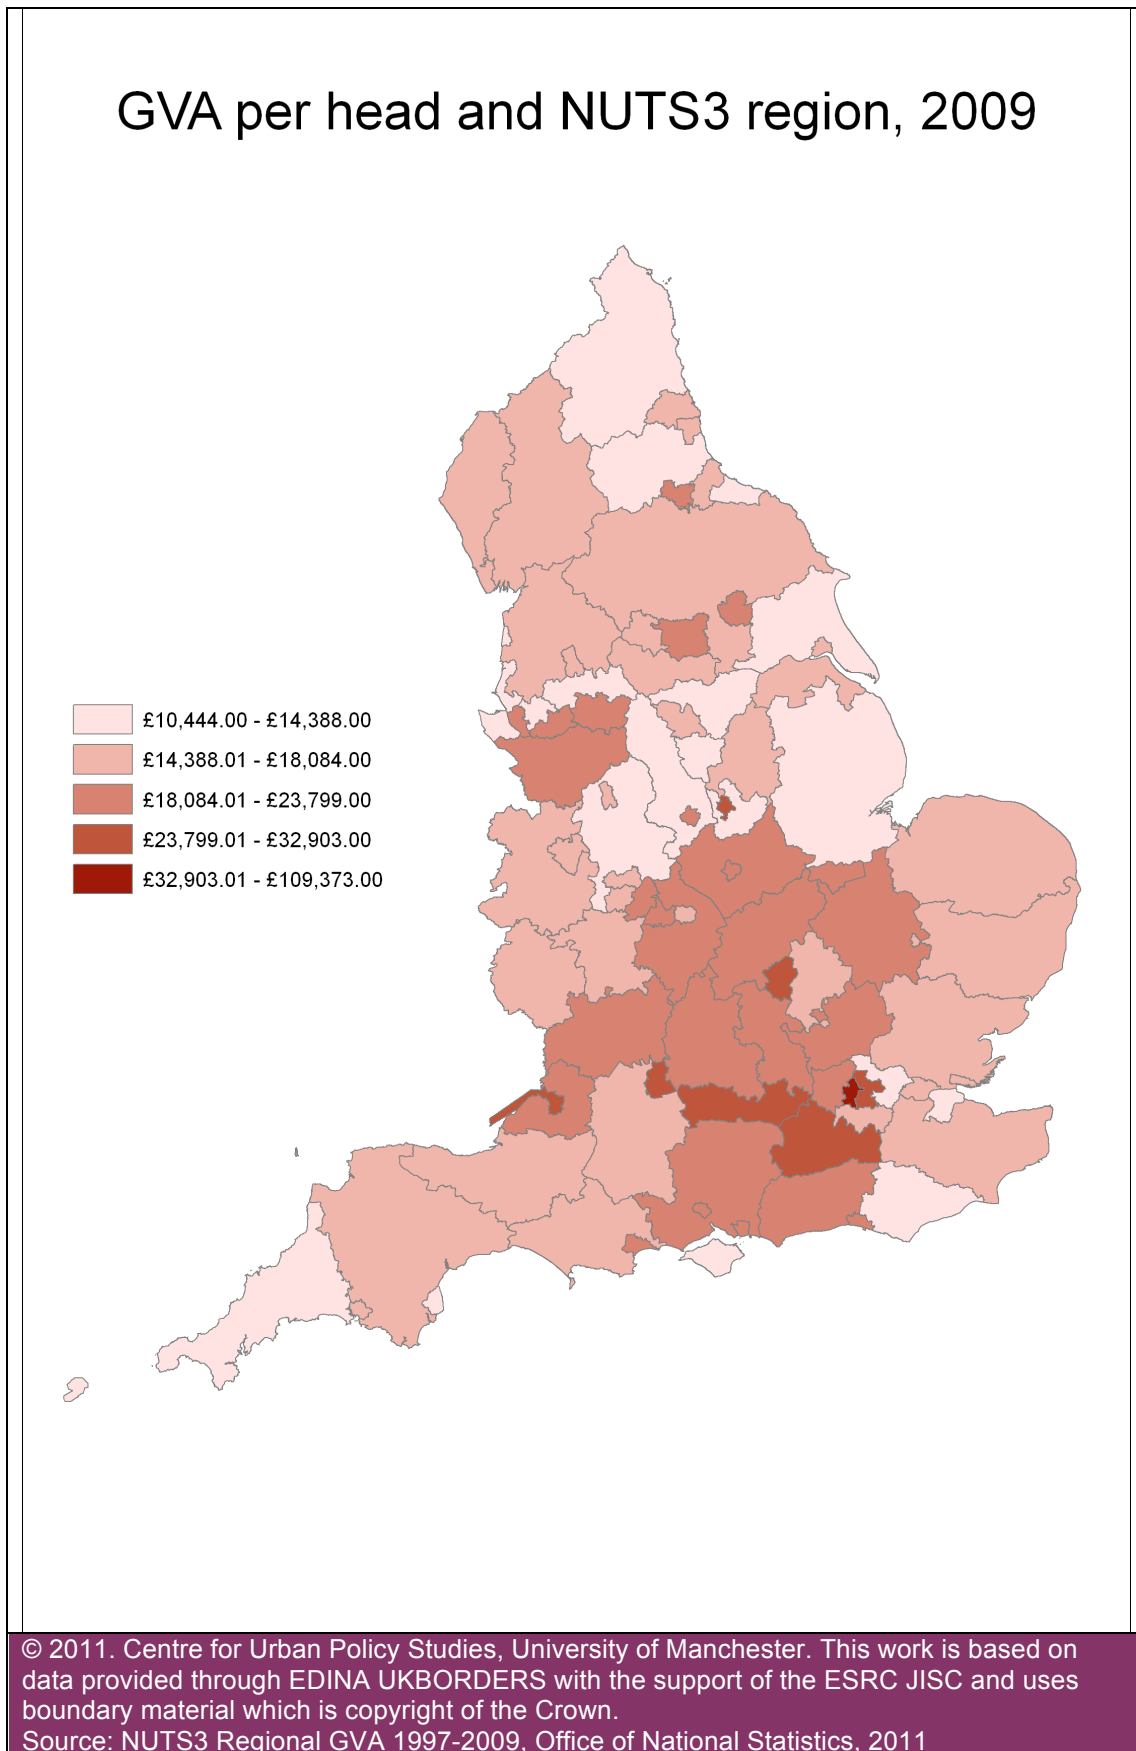 GVA per head and NUTS3 region, 2009
£10,444.00 - £14,388.00
£14,388.01 - £18,084.00
£18,084.01 - £23,799.00
£23,799.01 - £32,903.00
£32,903.01 - £109,373.00
© 2011. Centre for Urban Policy Studies, University of Manchester. This work is based on
data provided through EDINA UKBORDERS with the support of the ESRC JISC and uses
boundary material which is copyright of the Crown.
Source: NUTS3 Regional GVA 1997-2009, Office of National Statistics, 2011